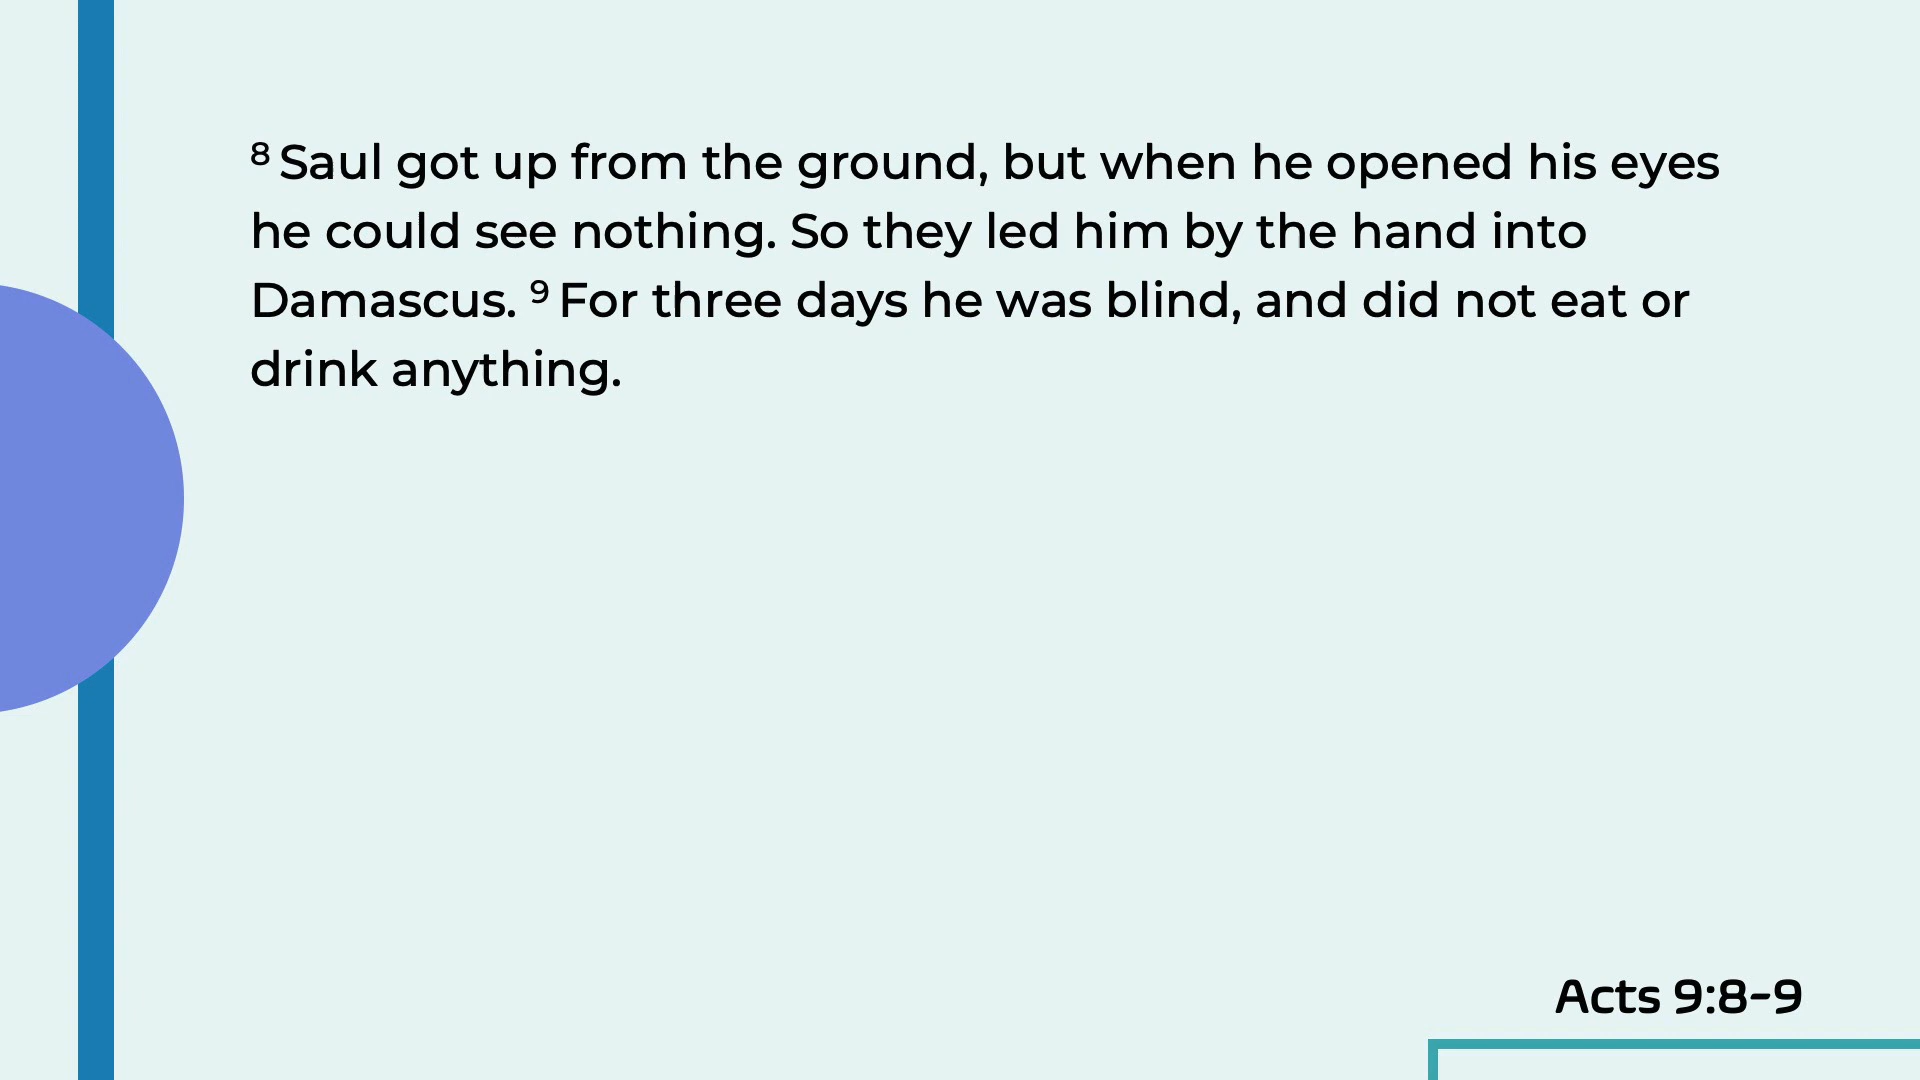 ⁸ Saul got up from the ground, but when he opened his eyes
he could see nothing. So they led him by the hand into
Damascus. ⁹ For three days he was blind, and did not eat or
drink anything.
Acts 9:8-9